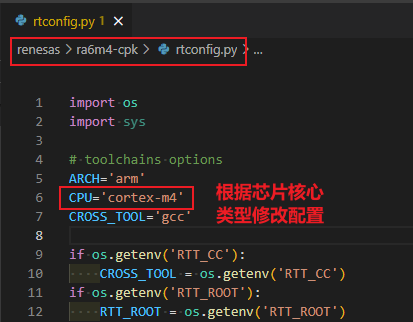 rtconfig.py 1 ×
renesas > ra6m4-cpk > rtconfig.py > ...
1 import os
2 import sys
3
4 # toolchains options
5 ARCH='arm'
6 CPU='cortex-m4'
7 CROSS_TOOL='gcc'
8
9 if os.getenv('RTT_CC'):
10     CROSS_TOOL = os.getenv('RTT_CC')
11 if os.getenv('RTT_ROOT'):
12     RTT_ROOT = os.getenv('RTT_ROOT')
根据芯片核心
类型修改配置